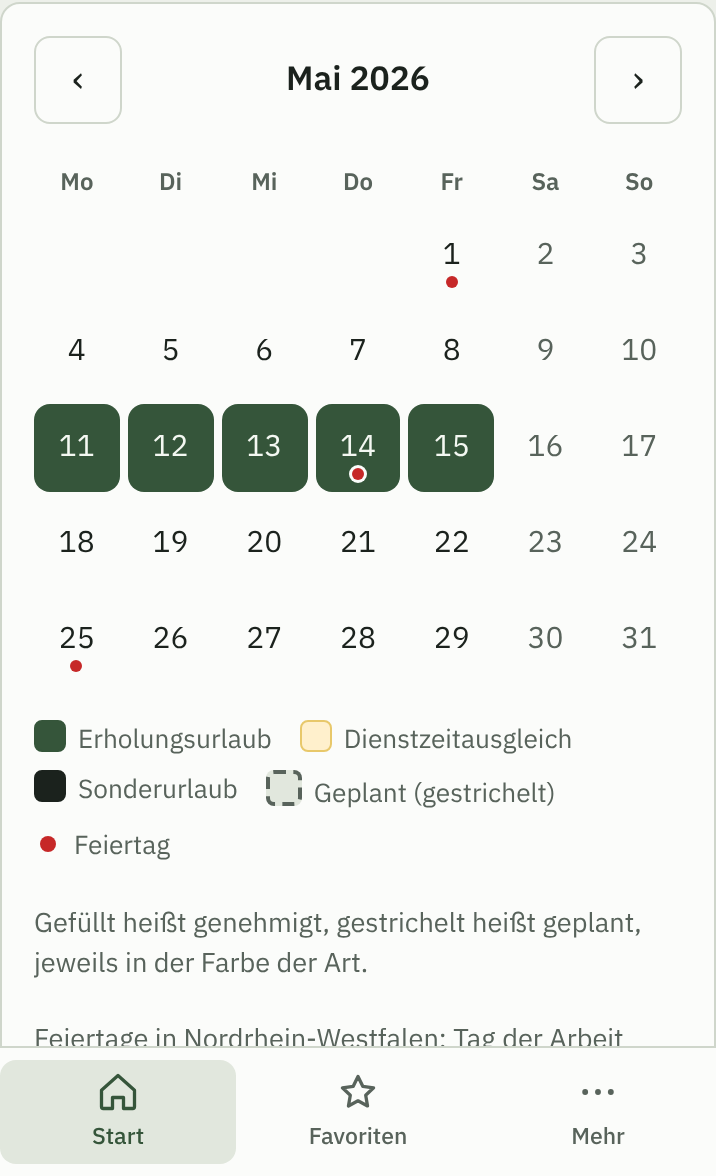 ‹ Mai 2026 ›
Mo Di Mi Do Fr Sa So
1 2 3
4 5 6 7 8 9 10
11 12 13 14 15 16 17
18 19 20 21 22 23 24
25 26 27 28 29 30 31
Erholungsurlaub Dienstzeitausgleich
Sonderurlaub Geplant (gestrichelt)
Feiertag
Gefüllt heißt genehmigt, gestrichelt heißt geplant,
jeweils in der Farbe der Art.
Feiertage in Nordrhein-Westfalen: Tag der Arbeit
Start Favoriten Mehr